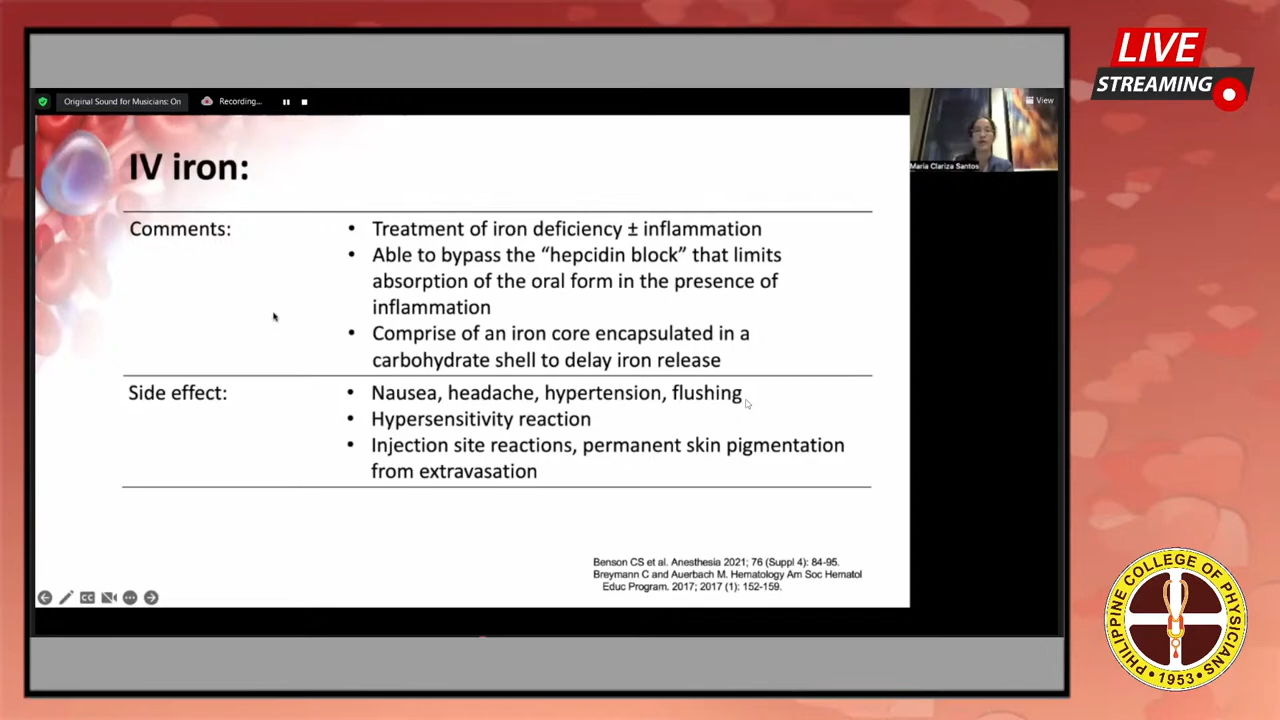 LIVE
STREAMING
Original Sound for Musicians: On
Recording...
View
Maria Clariza Santos
IV iron:
Comments:
• Treatment of iron deficiency ± inflammation
• Able to bypass the “hepcidin block” that limits
absorption of the oral form in the presence of
inflammation
• Comprise of an iron core encapsulated in a
carbohydrate shell to delay iron release
Side effect:
• Nausea, headache, hypertension, flushing
• Hypersensitivity reaction
• Injection site reactions, permanent skin pigmentation
from extravasation
Benson CS et al. Anesthesia 2021; 76 (Suppl 4): 84-95.
Breymann C and Auerbach M. Hematology Am Soc Hematol
Educ Program. 2017; 2017 (1): 152-159.
CC
PHILIPPINE COLLEGE OF PHYSICIANS
• 1953 •